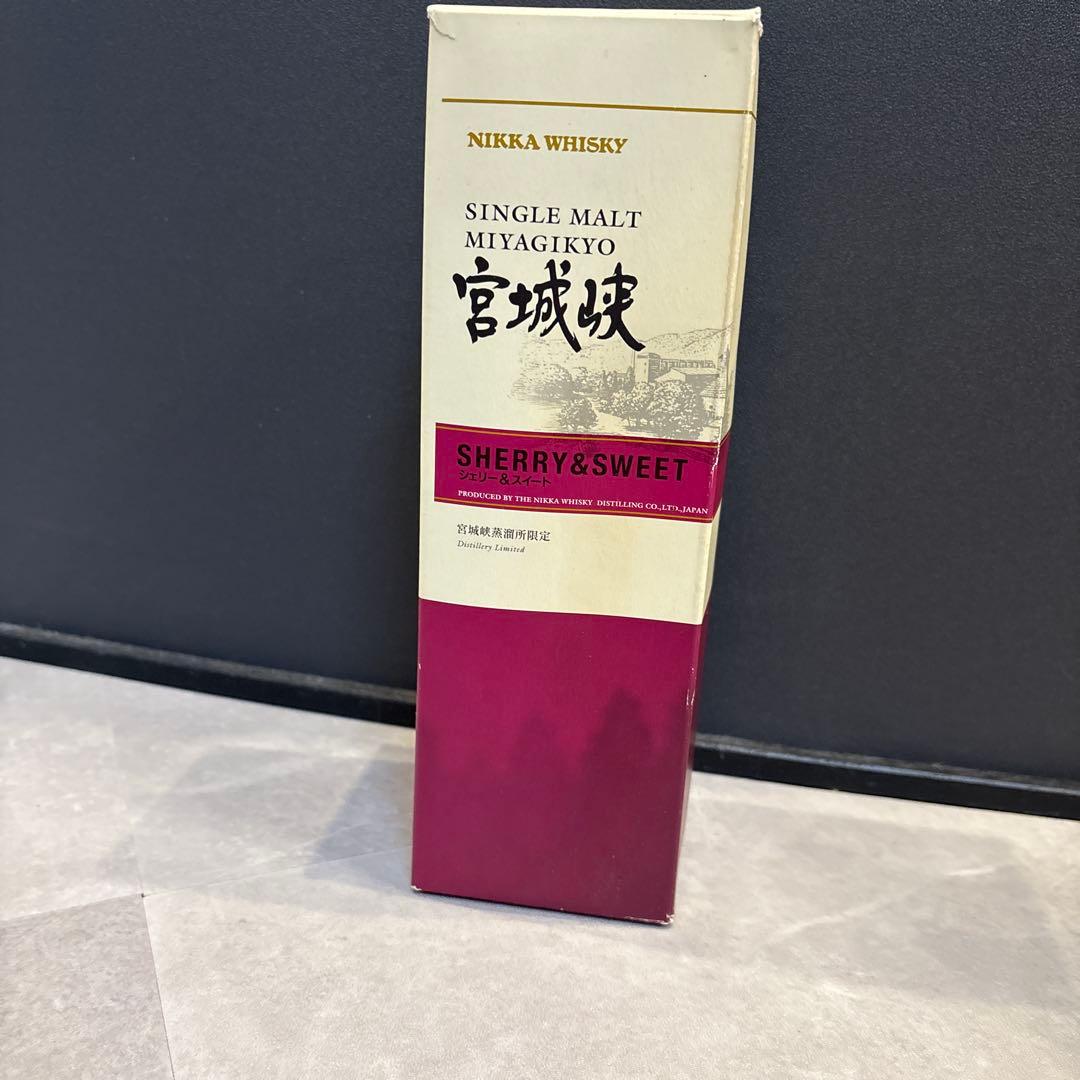 NIKKA WHISKY
SINGLE MALT
MIYAGIKYO
宮城峡
SHERRY&SWEET
シェリー&スイート
PRODUCED BY THE NIKKA WHISKY DISTILLING CO.,LTD.,JAPAN
宮城峡蒸溜所限定
Distillery Limited